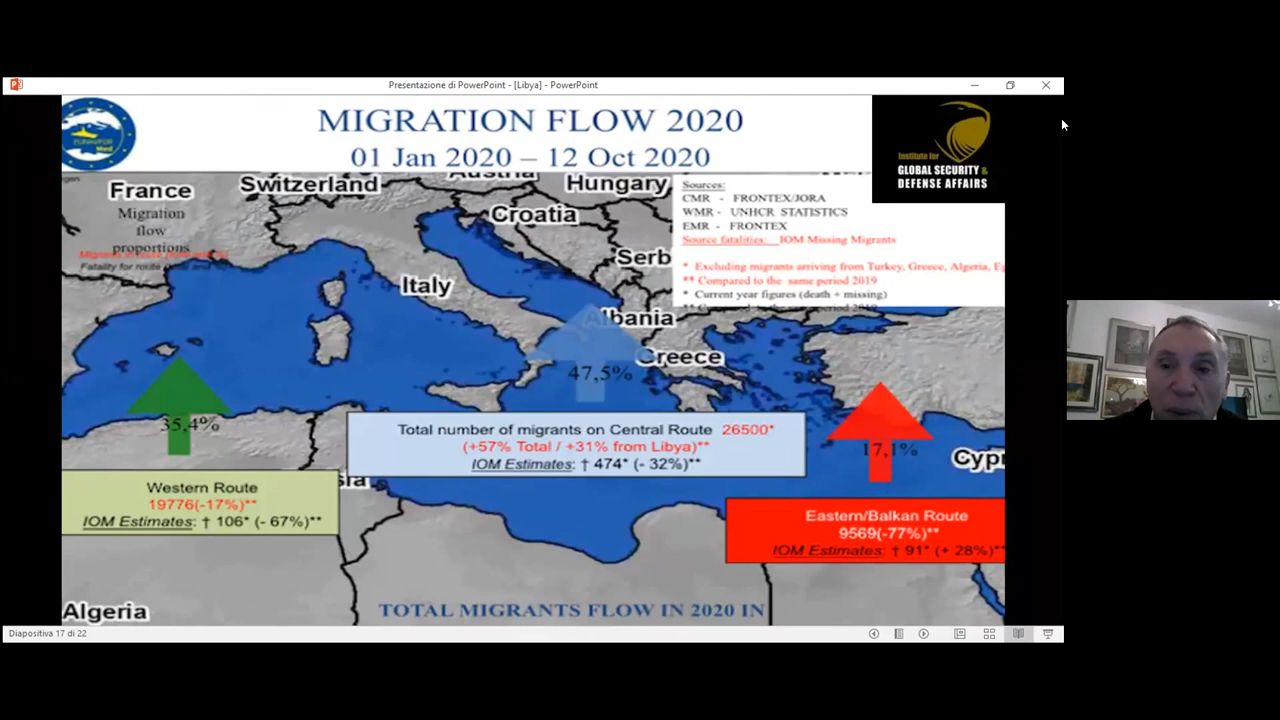 Presentazione di PowerPoint - [Libya] - PowerPoint
MIGRATION FLOW 2020
01 Jan 2020 – 12 Oct 2020
EUNAVFOR
Med
Institute for
GLOBAL SECURITY &
DEFENSE AFFAIRS
France
Switzerland
Austria
Hungary
Croatia
Serb
Italy
Albania
Greece
Cyp
Algeria
Migration
flow
proportions
Sources:
CMR - FRONTEX/JORA
WMR - UNHCR STATISTICS
EMR - FRONTEX
Source fatalities: IOM Missing Migrants
* Excluding migrants arriving from Turkey, Greece, Algeria, Eg
** Compared to the same period 2019
* Current year figures (death + missing)
35,4%
47,5%
17,1%
Total number of migrants on Central Route 26500*
(+57% Total / +31% from Libya)**
IOM Estimates: † 474* (- 32%)**
Western Route
19776(-17%)**
IOM Estimates: † 106* (- 67%)**
Eastern/Balkan Route
9569(-77%)**
IOM Estimates: † 91* (+ 28%)**
TOTAL MIGRANTS FLOW IN 2020 IN
Diapositiva 17 di 22